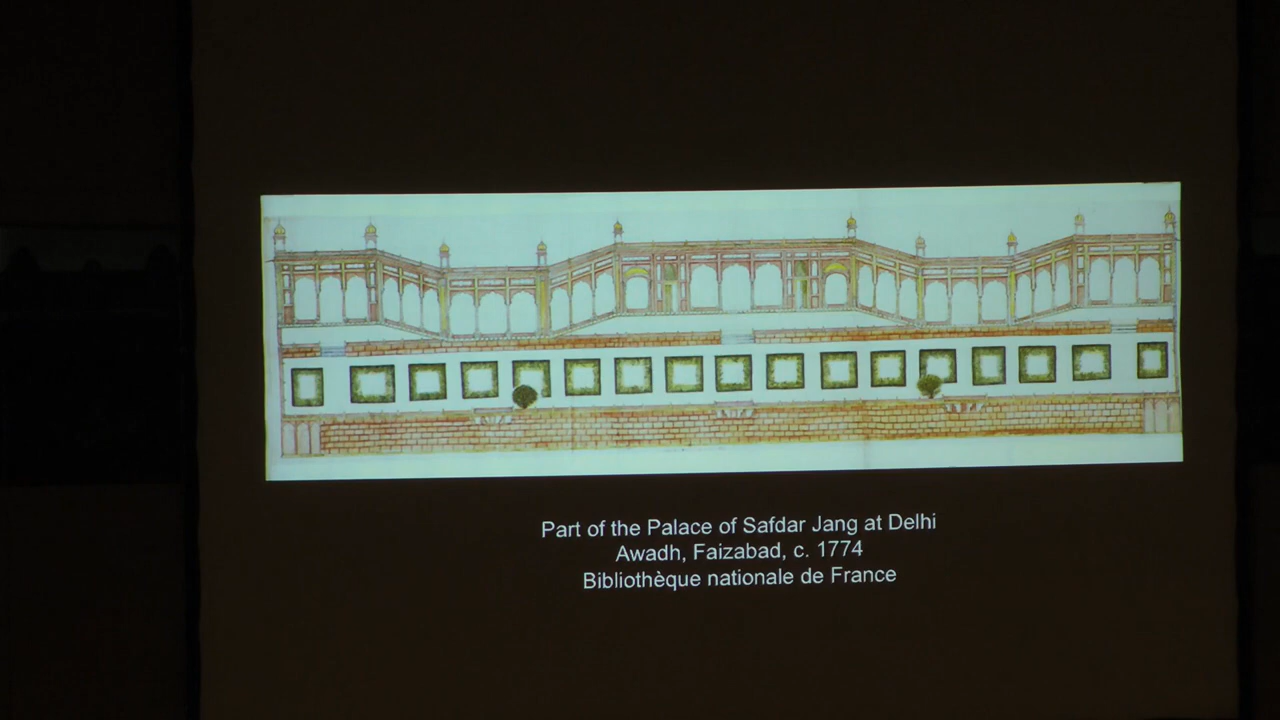 Part of the Palace of Safdar Jang at Delhi
Awadh, Faizabad, c. 1774
Bibliothèque nationale de France